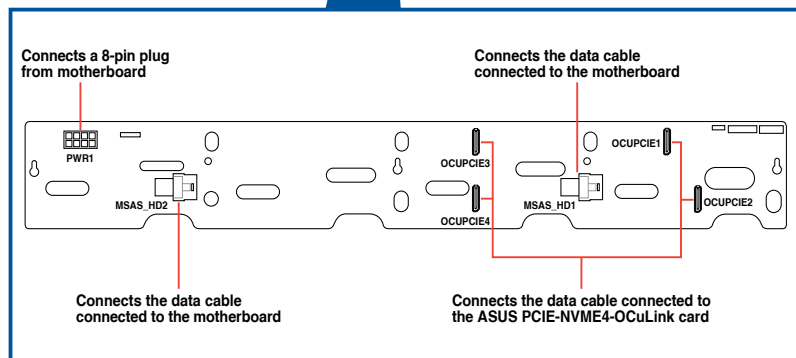 Connects a 8-pin plug
from motherboard
Connects the data cable
connected to the motherboard
PWR1
OCUPCIE3
OCUPCIE1
MSAS_HD2
OCUPCIE4
MSAS_HD1
OCUPCIE2
Connects the data cable
connected to the motherboard
Connects the data cable connected to
the ASUS PCIE-NVME4-OCuLink card